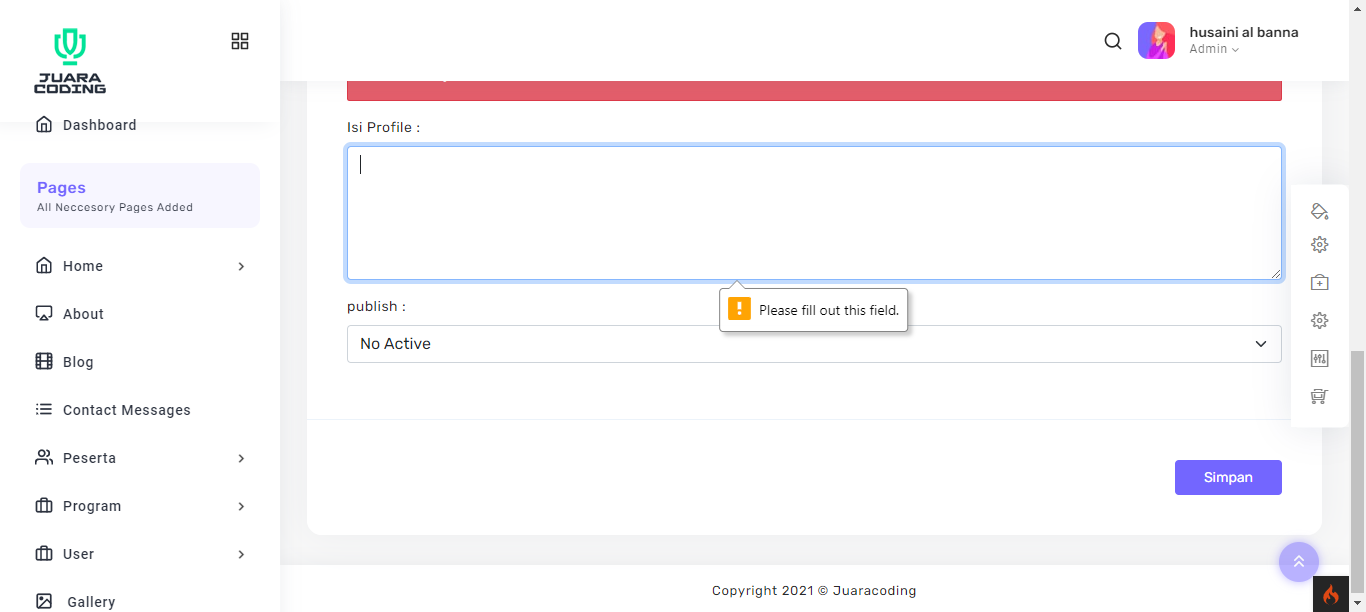 JUARA
CODING
husaini al banna
Admin
Dashboard
Pages
All Neccesory Pages Added
Home
About
Blog
Contact Messages
Peserta
Program
User
Gallery
Isi Profile :
publish :
Please fill out this field.
No Active
Simpan
Copyright 2021 © Juaracoding